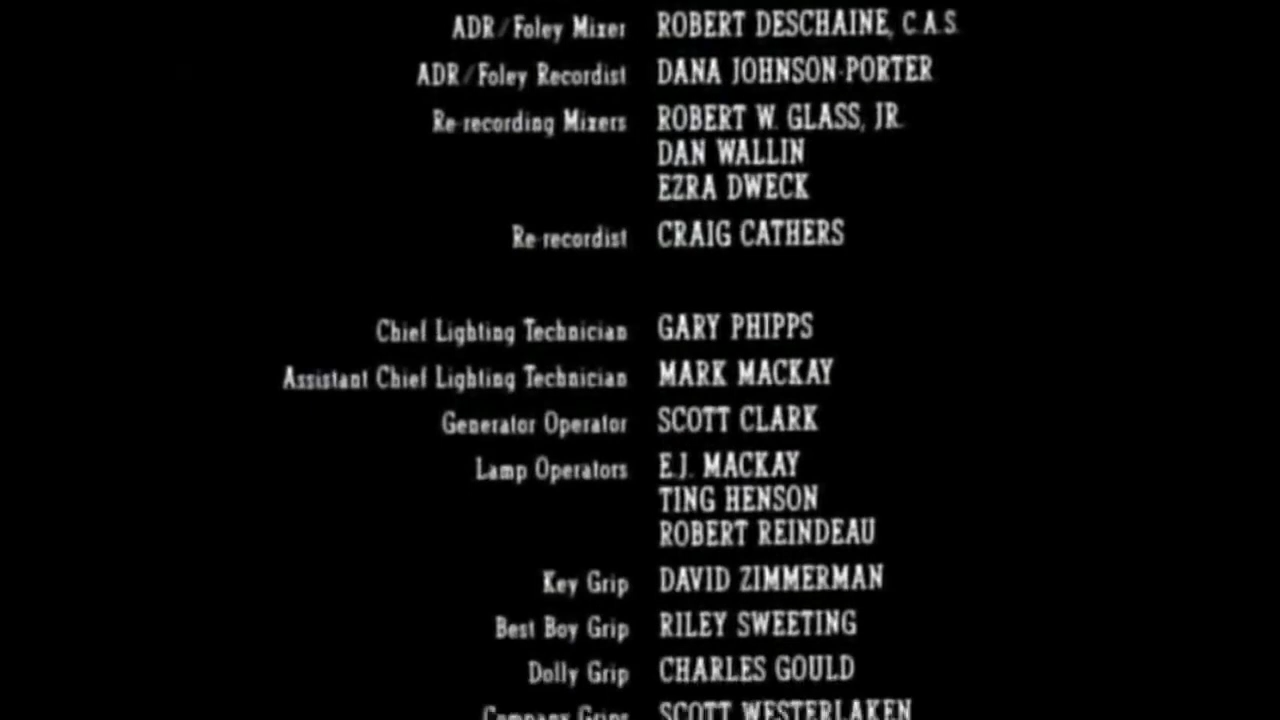 ADR/Foley Mixer ROBERT DESCHAINE, C.A.S.
ADR/Foley Recordist DANA JOHNSON-PORTER
Re-recording Mixers ROBERT W. GLASS, JR.
DAN WALLIN
EZRA DWECK
Re-recordist CRAIG CATHERS
Chief Lighting Technician GARY PHIPPS
Assistant Chief Lighting Technician MARK MACKAY
Generator Operator SCOTT CLARK
Lamp Operators E.J. MACKAY
TING HENSON
ROBERT REINDEAU
Key Grip DAVID ZIMMERMAN
Best Boy Grip RILEY SWEETING
Dolly Grip CHARLES GOULD
Company Grips SCOTT WESTERLAKEN